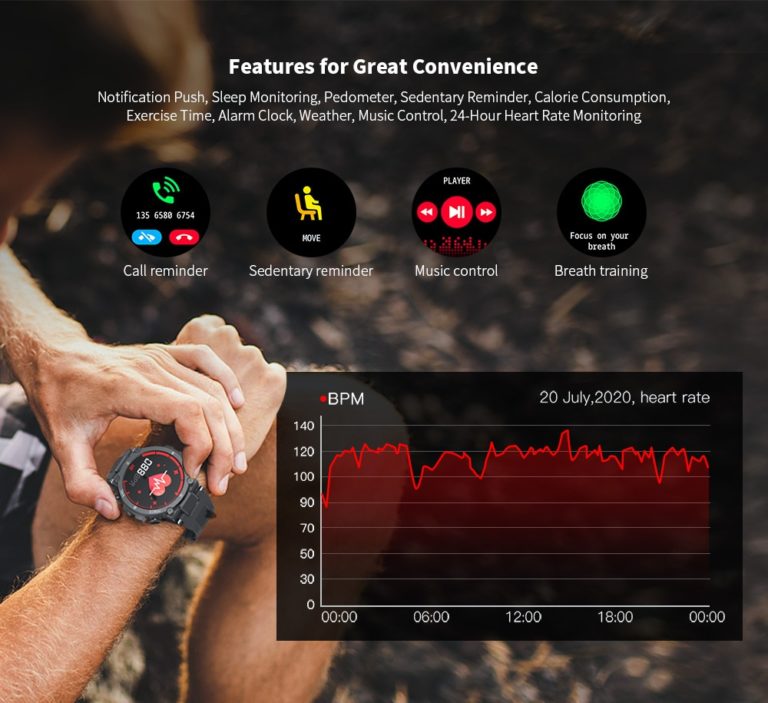 Features for Great Convenience
Notification Push, Sleep Monitoring, Pedometer, Sedentary Reminder, Calorie Consumption,
Exercise Time, Alarm Clock, Weather, Music Control, 24-Hour Heart Rate Monitoring
135 6580 6754
MOVE
PLAYER
Focus on your
breath
Call reminder
Sedentary reminder
Music control
Breath training
BPM
20 July,2020, heart rate
140
120
100
90
70
50
30
0
00:00
06:00
12:00
18:00
00:00